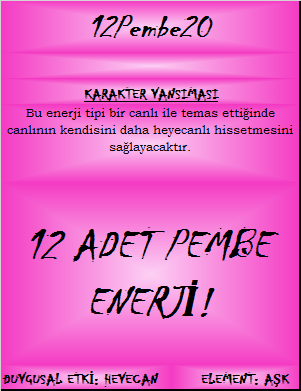 12Pembe20
KARAKTER YANSIMASI
Bu enerji tipi bir canlı ile temas ettiğinde
canlının kendisini daha heyecanlı hissetmesini
sağlayacaktır.
12 ADET PEMBE
ENERJİ!
DUYGUSAL ETKİ: HEYECAN ELEMENT: AŞK